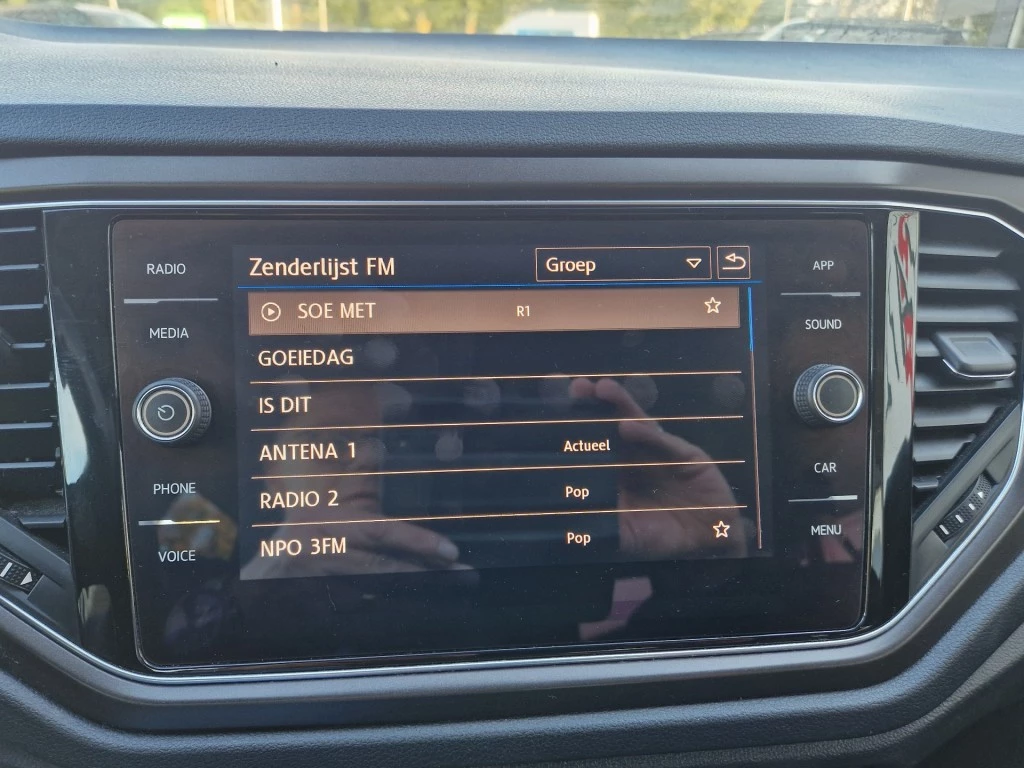 RADIO
MEDIA
PHONE
VOICE
Zenderlijst FM Groep
SOE MET R1
GOEIEDAG
IS DIT
ANTENA 1 Actueel
RADIO 2 Pop
NPO 3FM Pop
APP
SOUND
CAR
MENU